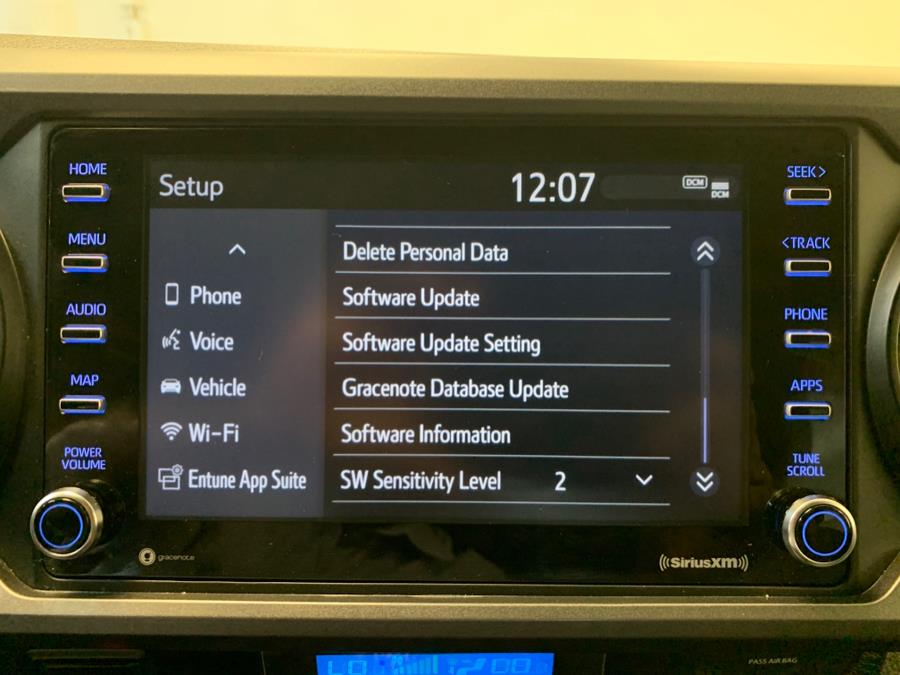 HOME
MENU
AUDIO
MAP
POWER
VOLUME
Setup
12:07
DCM
DCM
Phone
Voice
Vehicle
Wi-Fi
Entune App Suite
Delete Personal Data
Software Update
Software Update Setting
Gracenote Database Update
Software Information
SW Sensitivity Level 2
SEEK >
< TRACK
PHONE
APPS
TUNE
SCROLL
gracenote
((SiriusXM))
LO
PASS AIR BAG